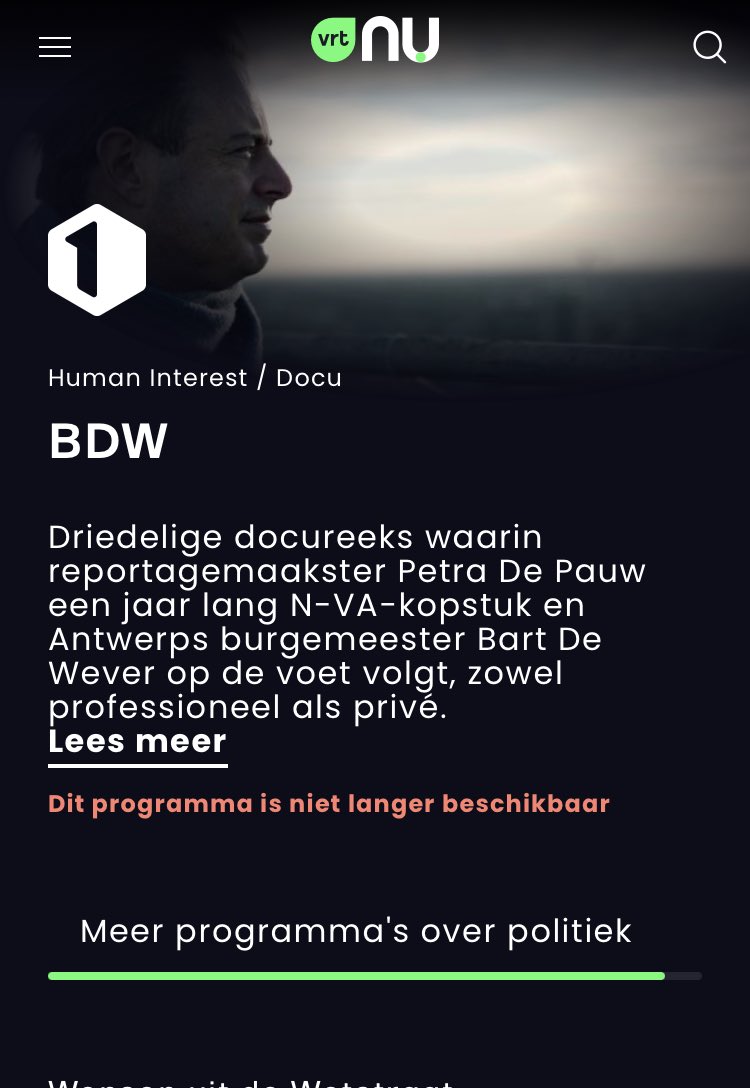 vrt nu
1
Human Interest / Docu
BDW
Driedelige docureeks waarin
reportagemaakster Petra De Pauw
een jaar lang N-VA-kopstuk en
Antwerps burgemeester Bart De
Wever op de voet volgt, zowel
professioneel als privé.
Lees meer
Dit programma is niet langer beschikbaar
Meer programma's over politiek